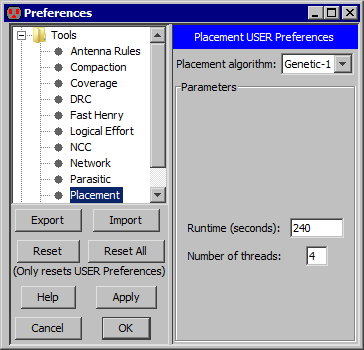 Preferences
Tools
Antenna Rules
Compaction
Coverage
DRC
Fast Henry
Logical Effort
NCC
Network
Parasitic
Placement
Export
Import
Reset
Reset All
(Only resets USER Preferences)
Help
Apply
Cancel
OK
Placement USER Preferences
Placement algorithm: Genetic-1
Parameters
Runtime (seconds): 240
Number of threads: 4